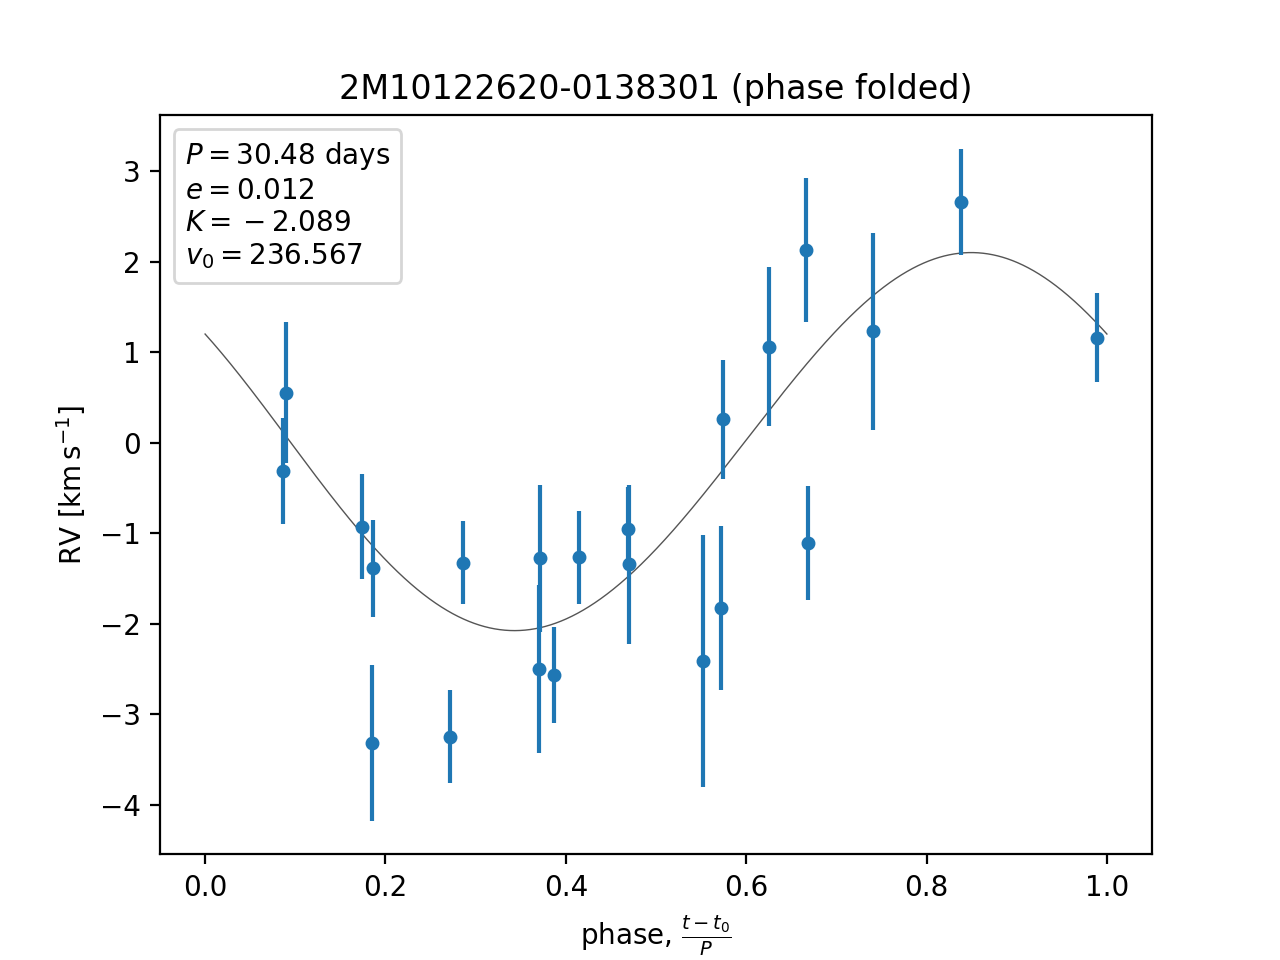 2M10122620-0138301 (phase folded)
P = 30.48 days
e = 0.012
K = −2.089
v₀ = 236.567
RV [km s⁻¹]
3
2
1
0
−1
−2
−3
−4
0.0 0.2 0.4 0.6 0.8 1.0
phase, (t − t₀)/P